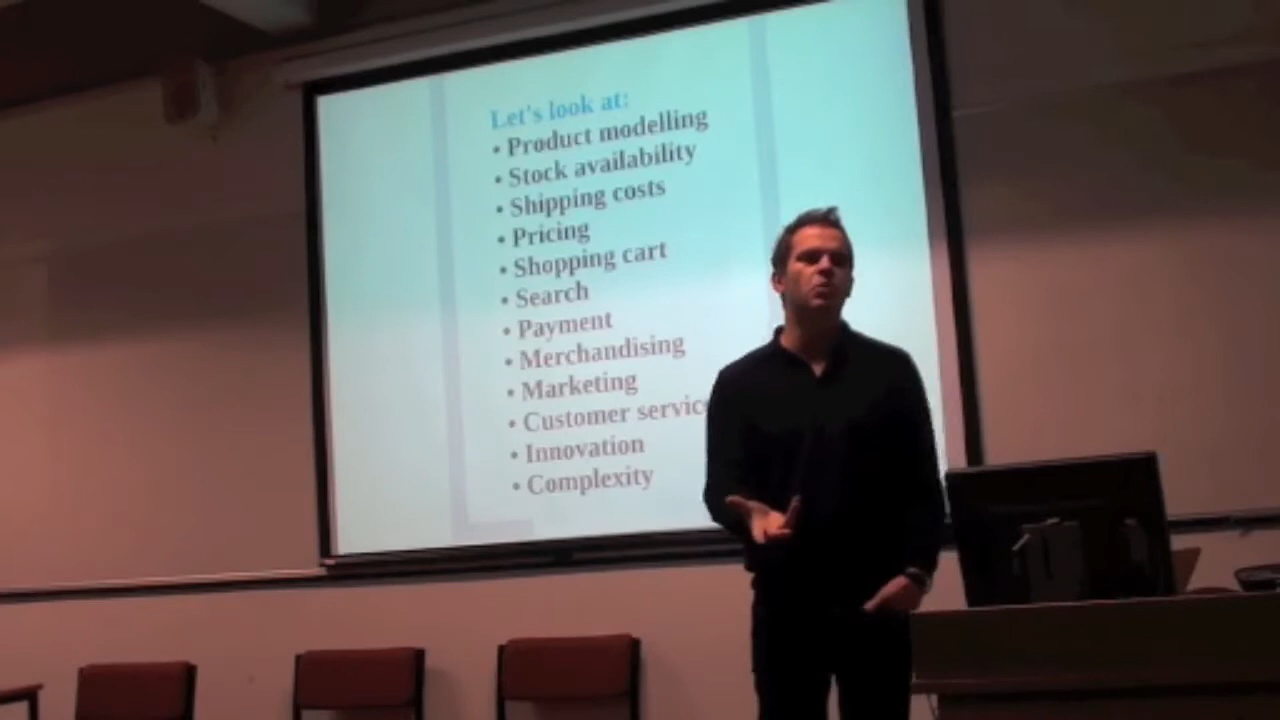 Let's look at:
• Product modelling
• Stock availability
• Shipping costs
• Pricing
• Shopping cart
• Search
• Payment
• Merchandising
• Marketing
• Customer service
• Innovation
• Complexity